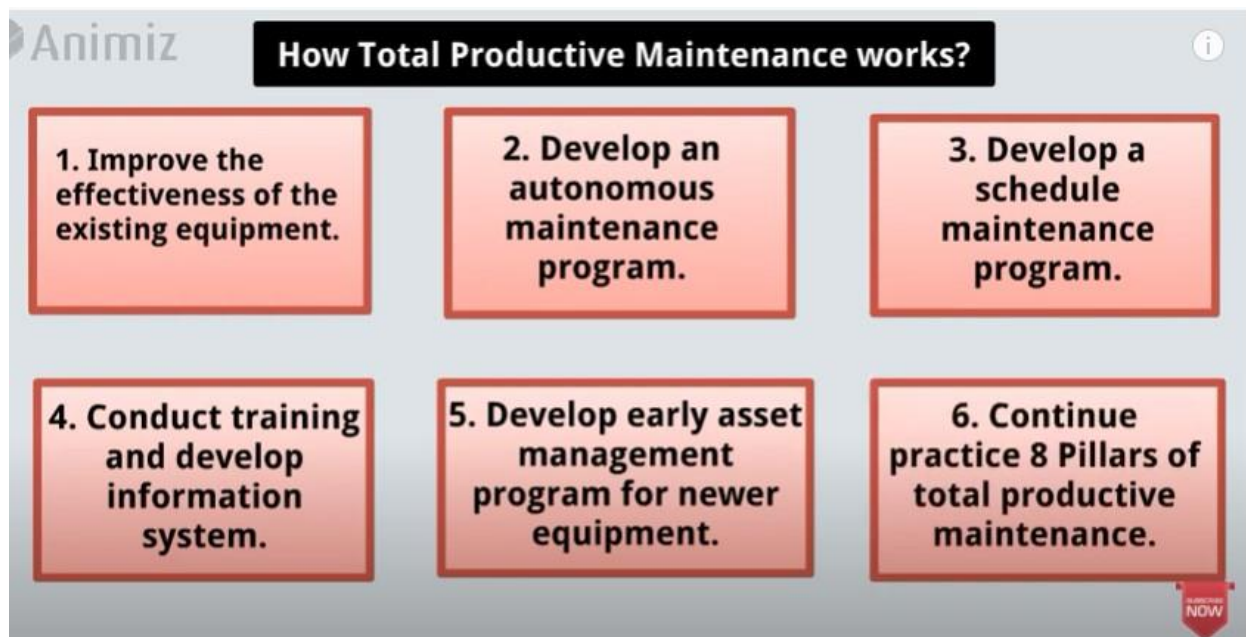 Animiz
How Total Productive Maintenance works?
i
1. Improve the
effectiveness of the
existing equipment.
2. Develop an
autonomous
maintenance
program.
3. Develop a
schedule
maintenance
program.
4. Conduct training
and develop
information
system.
5. Develop early asset
management
program for newer
equipment.
6. Continue
practice 8 Pillars of
total productive
maintenance.
SUBSCRIBE
NOW